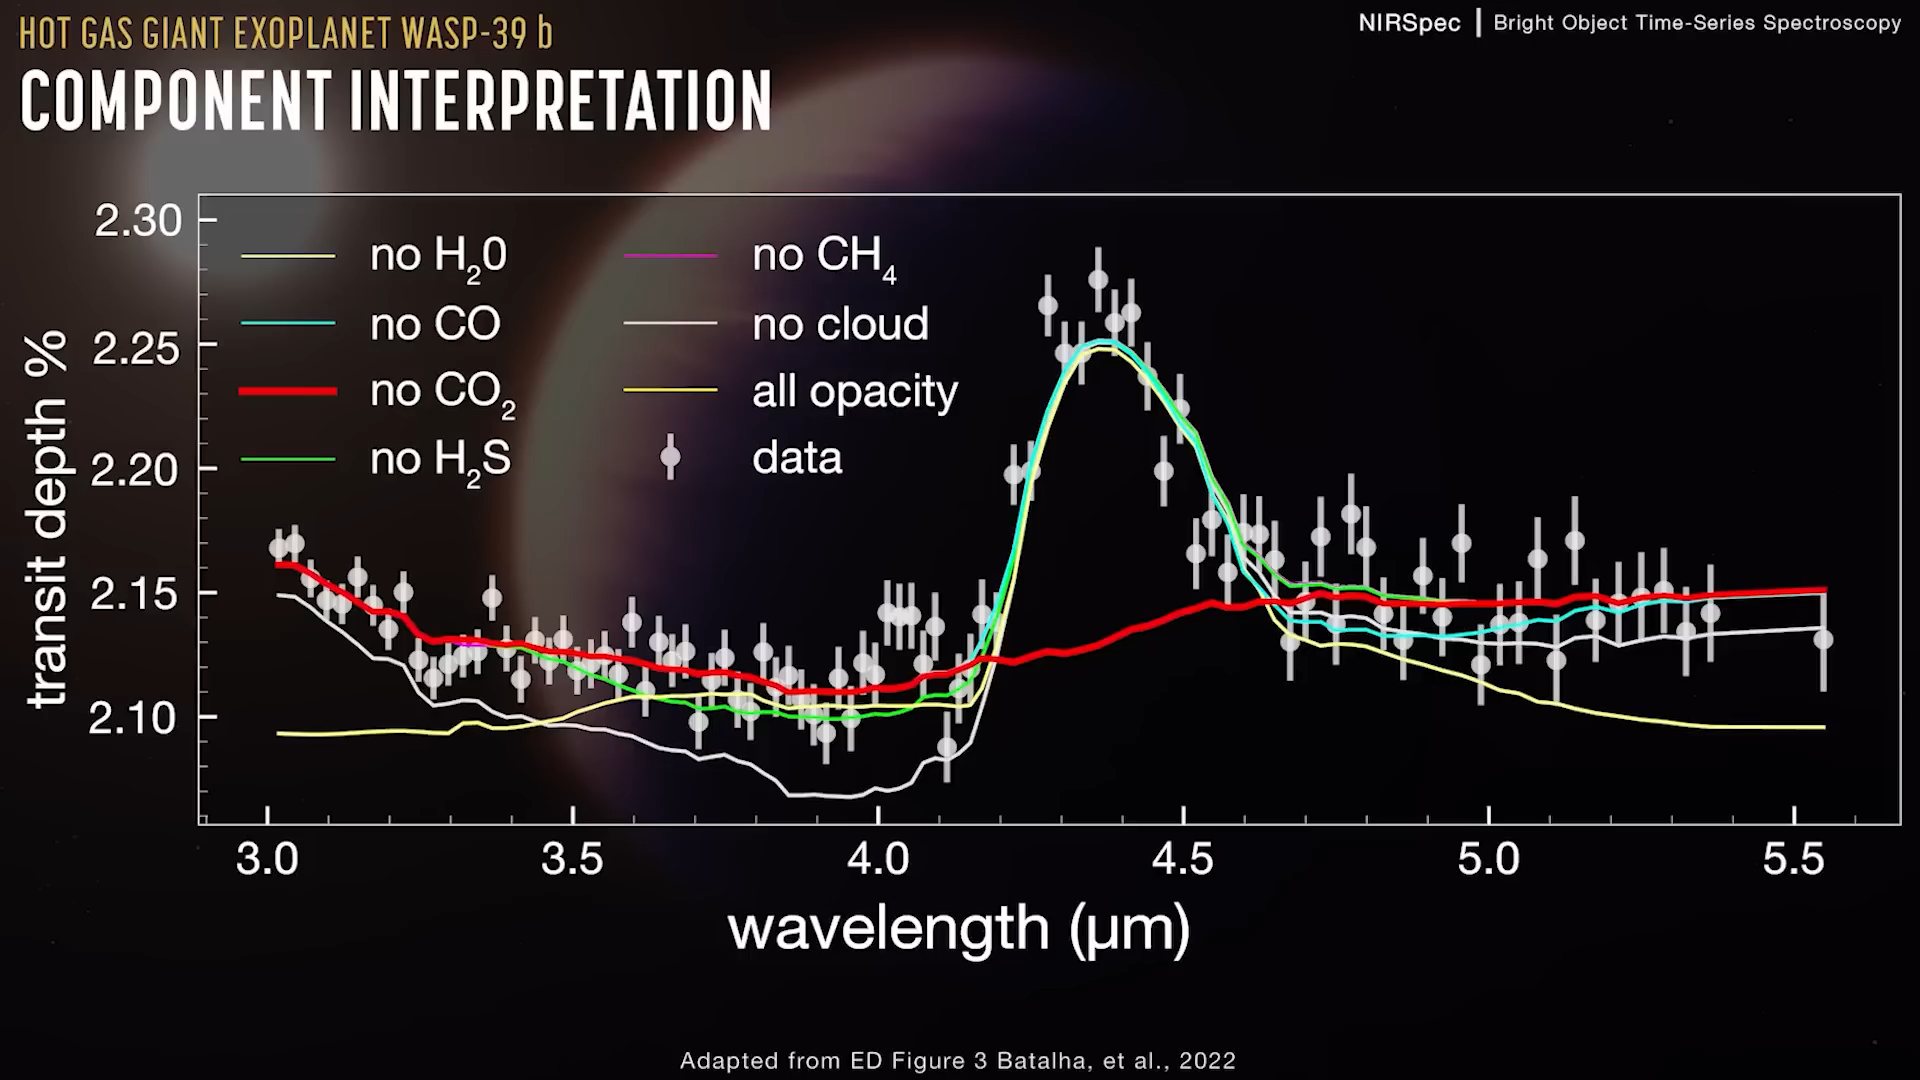 HOT GAS GIANT EXOPLANET WASP-39 b
NIRSpec | Bright Object Time-Series Spectroscopy
COMPONENT INTERPRETATION
2.30
2.25
2.20
2.15
2.10
transit depth %
no H₂0
no CO
no CO₂
no H₂S
no CH₄
no cloud
all opacity
data
3.0 3.5 4.0 4.5 5.0 5.5
wavelength (µm)
Adapted from ED Figure 3 Batalha, et al., 2022